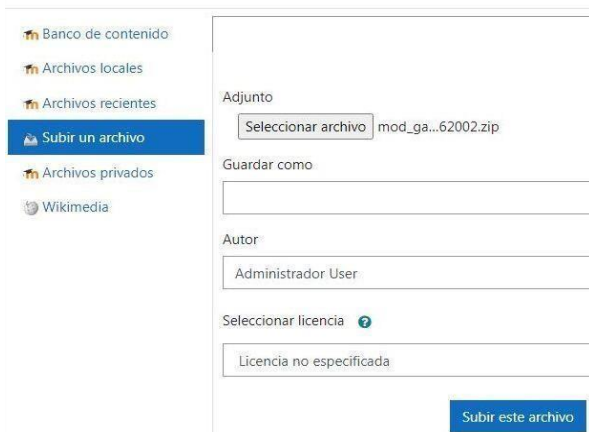 Banco de contenido
Archivos locales
Archivos recientes
Subir un archivo
Archivos privados
Wikimedia
Adjunto
Seleccionar archivo mod_ga...62002.zip
Guardar como
Autor
Administrador User
Seleccionar licencia ?
Licencia no especificada
Subir este archivo